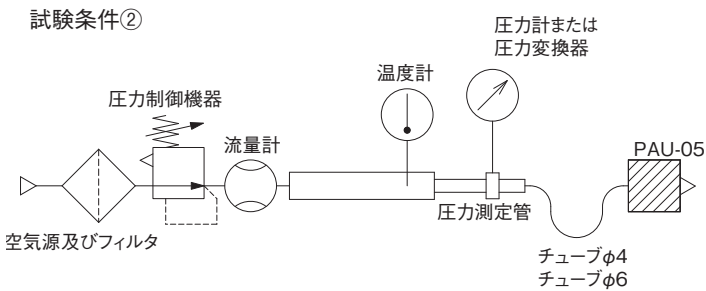 試験条件②
圧力計または
圧力変換器
温度計
圧力制御機器
流量計
PAU-05
圧力測定管
空気源及びフィルタ
チューブφ4
チューブφ6